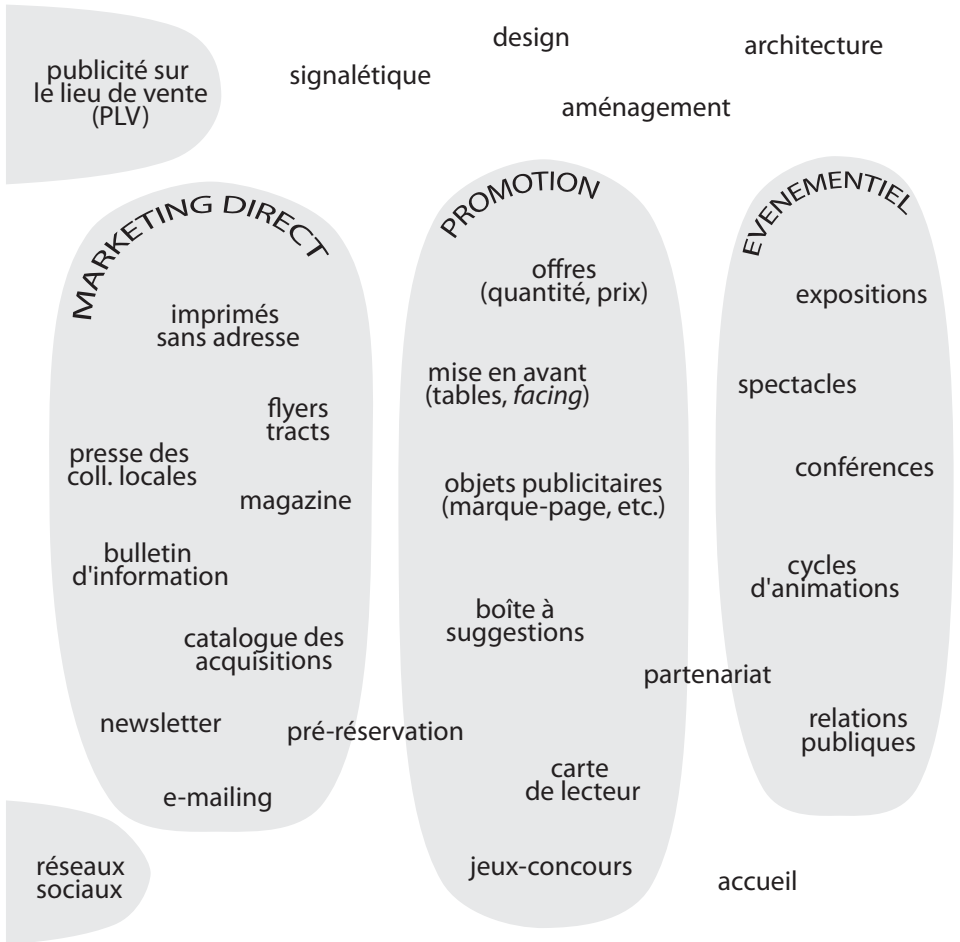 publicité sur
le lieu de vente
(PLV)
signalétique
design
aménagement
architecture
MARKETING DIRECT
imprimés
sans adresse
flyers
tracts
presse des
coll. locales
magazine
bulletin
d'information
catalogue des
acquisitions
newsletter
pré-réservation
e-mailing
réseaux
sociaux
PROMOTION
offres
(quantité, prix)
mise en avant
(tables, facing)
objets publicitaires
(marque-page, etc.)
boîte à
suggestions
partenariat
carte
de lecteur
jeux-concours
EVENEMENTIEL
expositions
spectacles
conférences
cycles
d'animations
relations
publiques
accueil